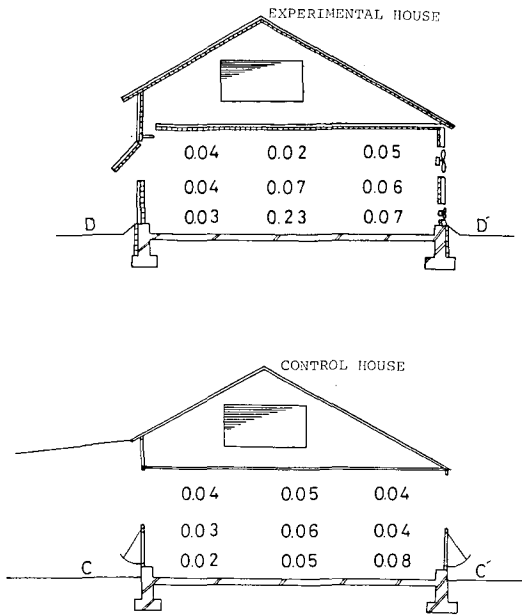 EXPERIMENTAL HOUSE
0.04 0.02 0.05
0.04 0.07 0.06
0.03 0.23 0.07
D D´
CONTROL HOUSE
0.04 0.05 0.04
0.03 0.06 0.04
0.02 0.05 0.08
C C´